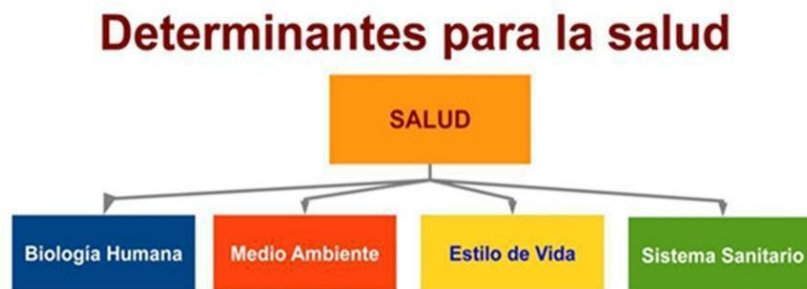 Determinantes para la salud
SALUD
Biología Humana
Medio Ambiente
Estilo de Vida
Sistema Sanitario